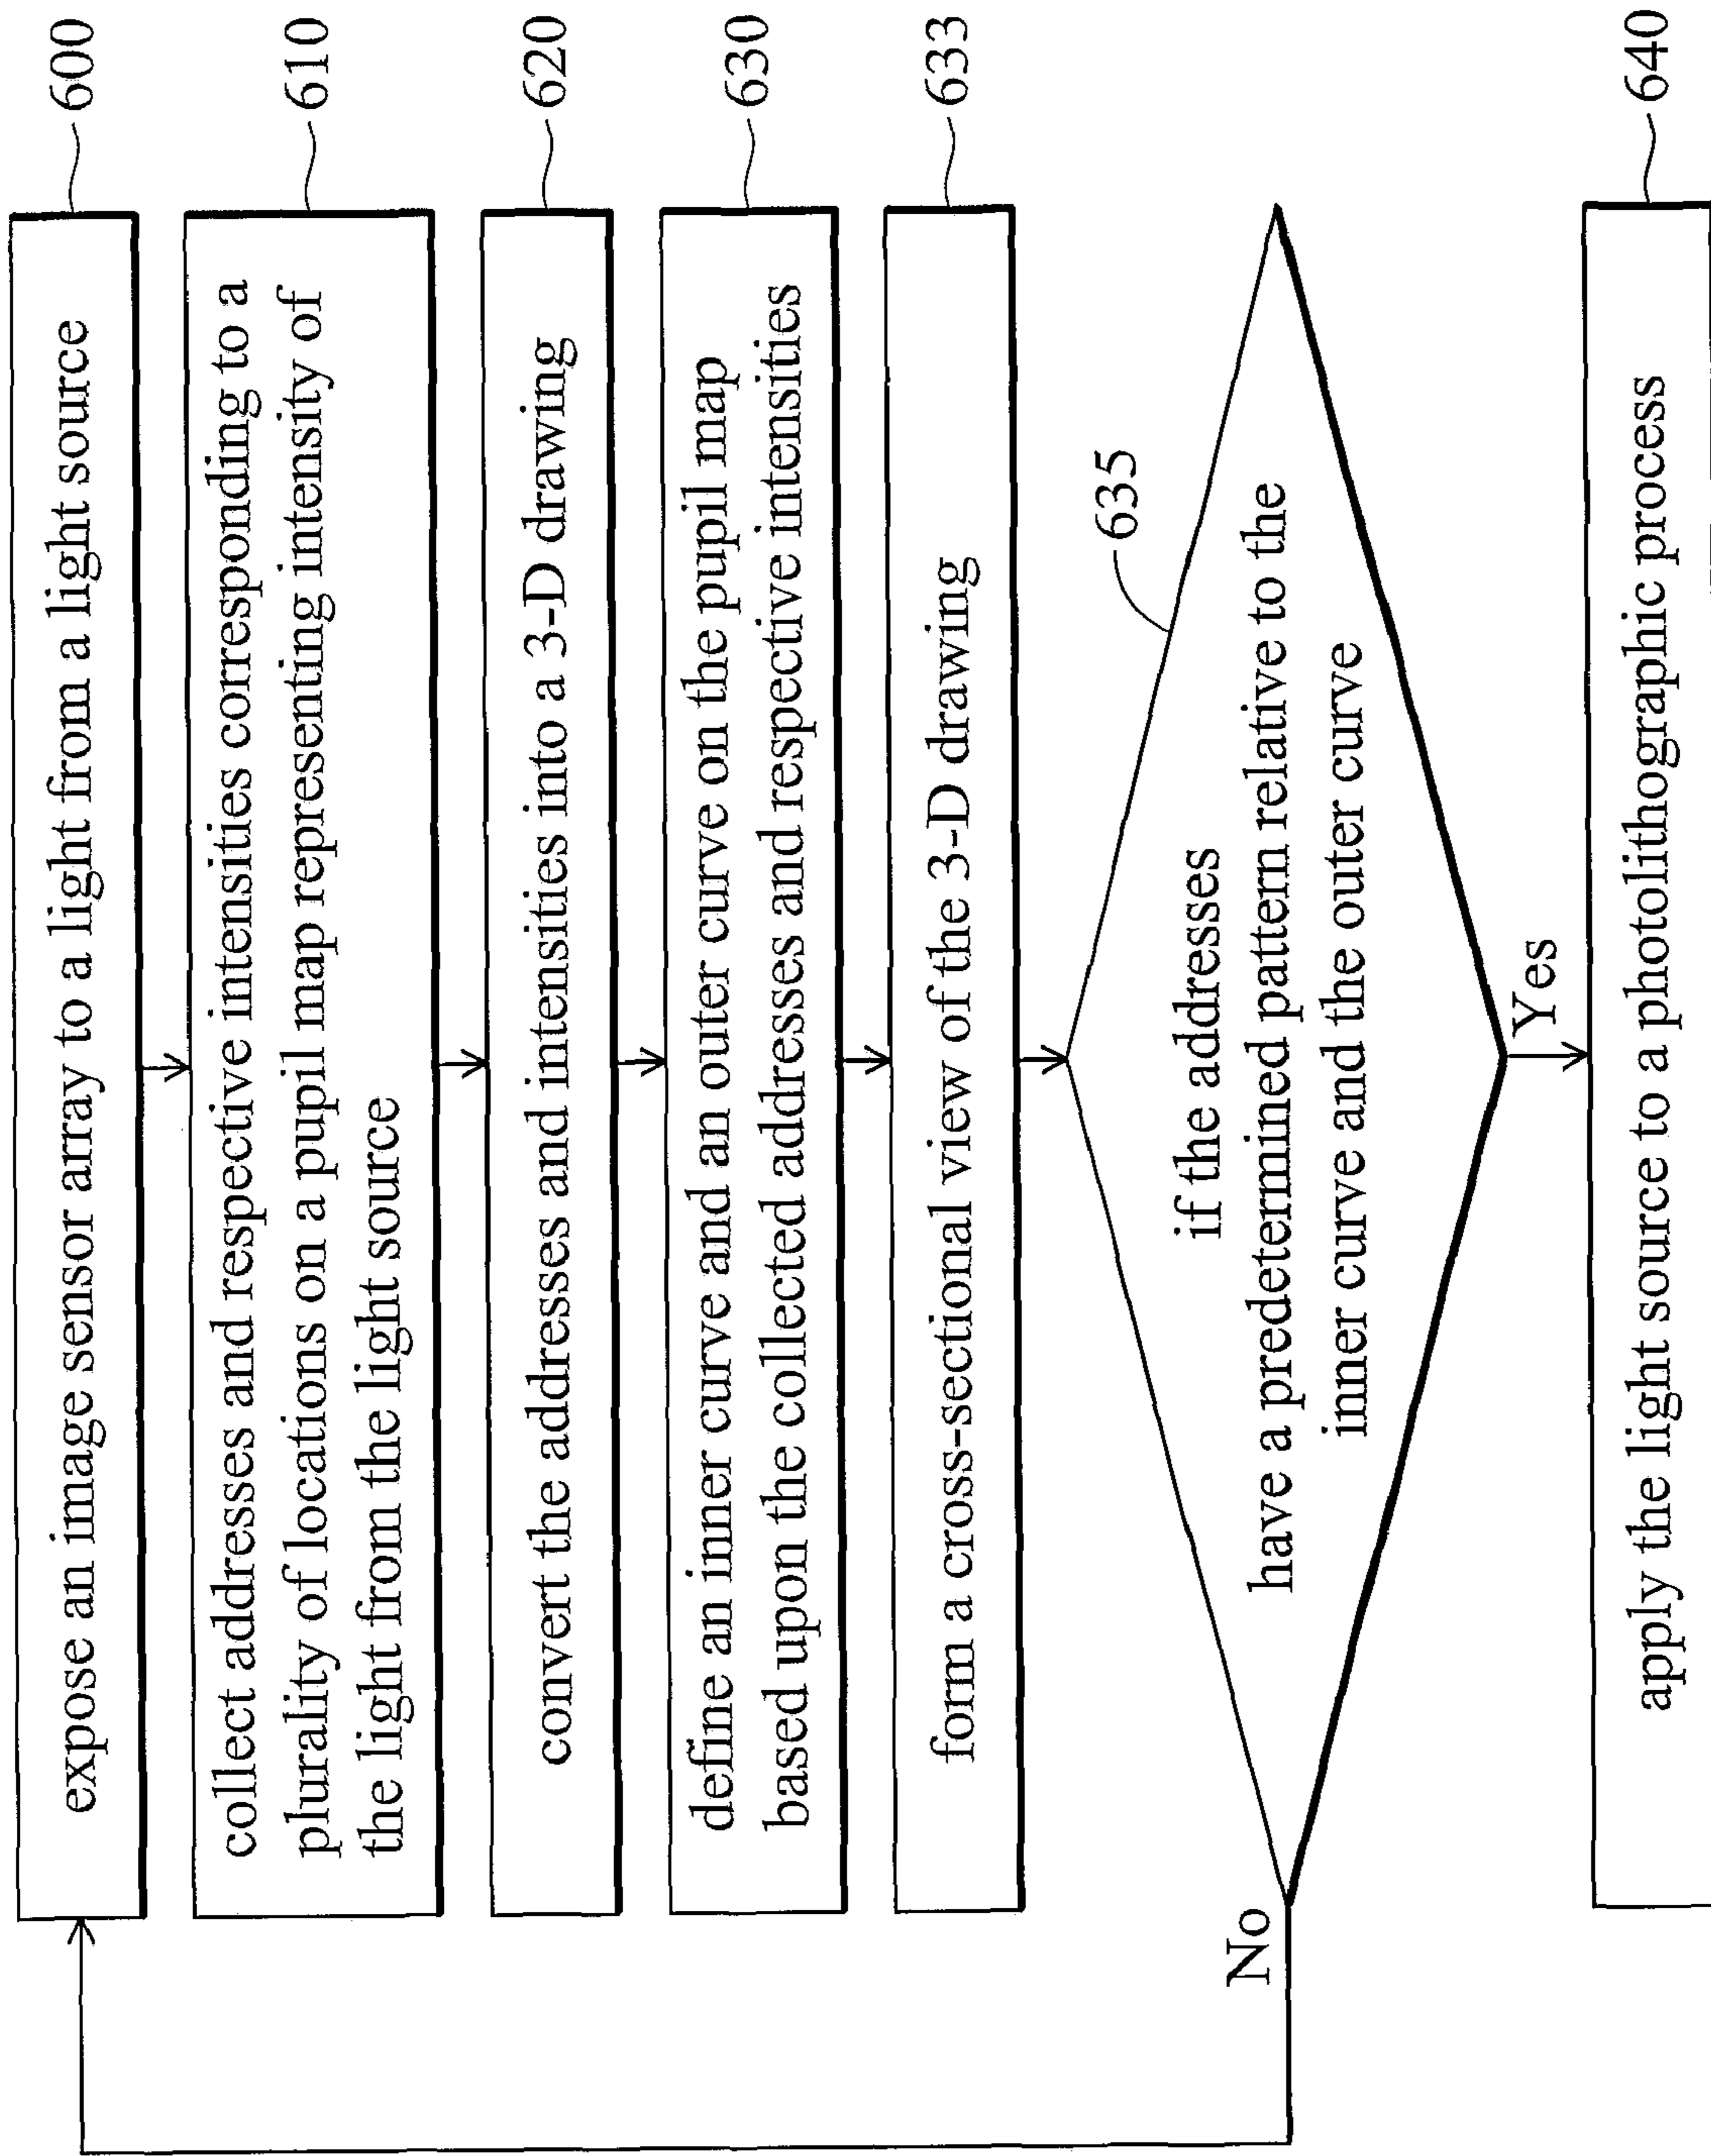 expose an image sensor array to a light from a light source
600
collect addresses and respective intensities corresponding to a
plurality of locations on a pupil map representing intensity of
the light from the light source
610
convert the addresses and intensities into a 3-D drawing
620
define an inner curve and an outer curve on the pupil map
based upon the collected addresses and respective intensities
630
form a cross-sectional view of the 3-D drawing
633
635
if the addresses
have a predetermined pattern relative to the
inner curve and the outer curve
No
Yes
apply the light source to a photolithographic process
640